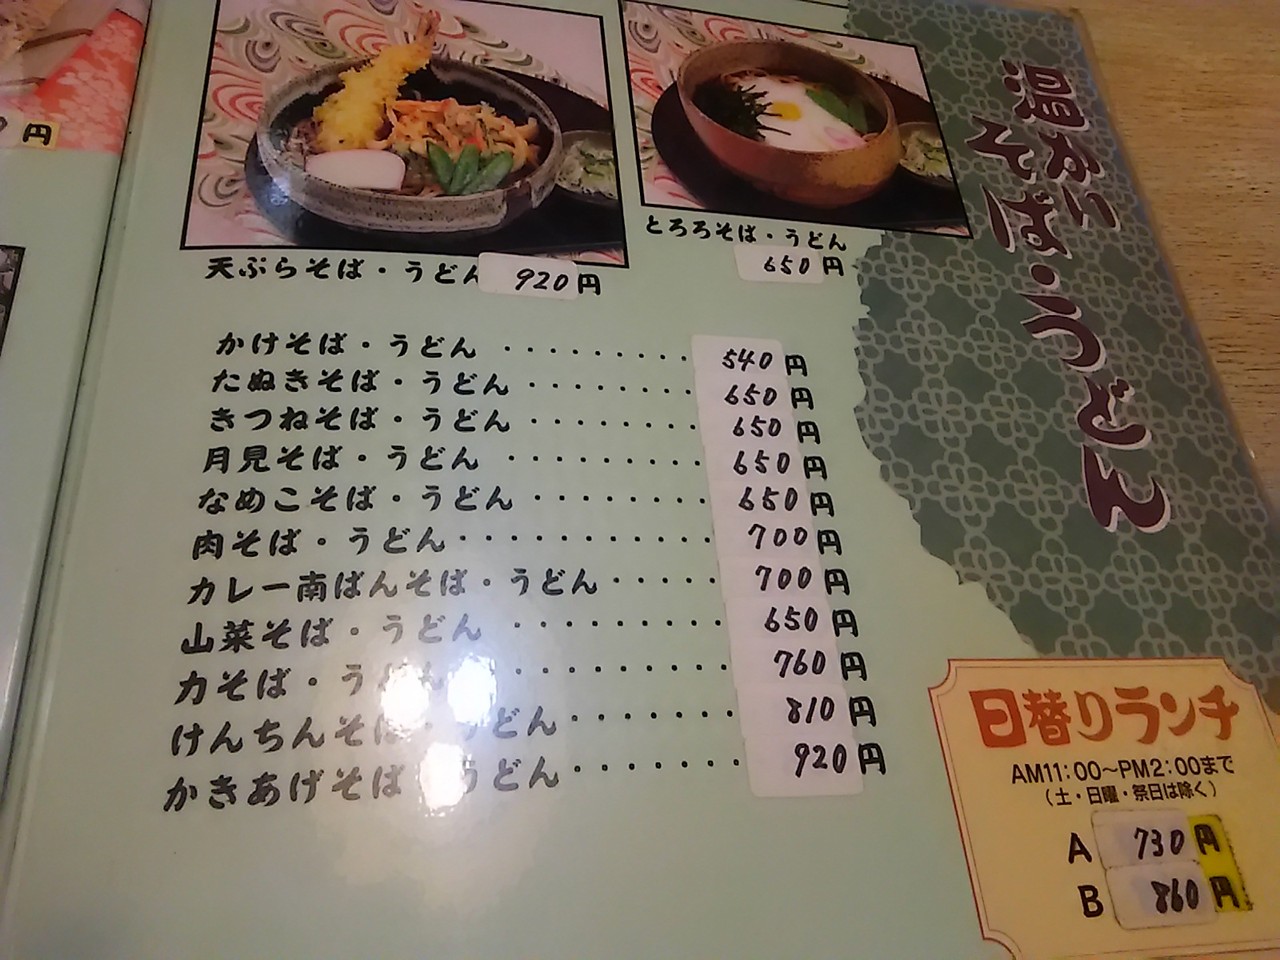 円
温かい
そば・うどん
天ぷらそば・うどん 920円
とろろそば・うどん
650円
かけそば・うどん ・・・・・・・・・ 540円
たぬきそば・うどん ・・・・・・・・ 650円
きつねそば・うどん ・・・・・・・・ 650円
月見そば・うどん ・・・・・・・・・ 650円
なめこそば・うどん ・・・・・・・・ 650円
肉そば・うどん ・・・・・・・・・・・ 700円
カレー南ばんそば・うどん ・・・・・ 700円
山菜そば・うどん ・・・・・・・・・ 650円
力そば・うどん ・・・・・・・・・ 760円
けんちんそば・うどん ・・・・・・・ 810円
かきあげそば・うどん ・・・・・・・ 920円
日替りランチ
AM11:00～PM2:00まで
（土・日曜・祭日は除く）
A 730円
B 860円